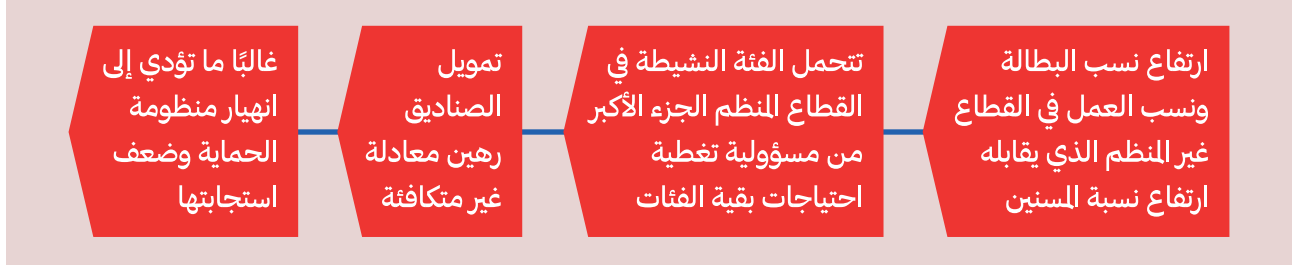 ارتفاع نسب البطالة
ونسب العمل في القطاع
غير المنظم الذي يقابله
ارتفاع نسبة المسنين
تتحمل الفئة النشيطة في
القطاع المنظم الجزء الأكبر
من مسؤولية تغطية
احتياجات بقية الفئات
تمويل
الصناديق
رهين معادلة
غير متكافئة
غالبًا ما تؤدي إلى
انهيار منظومة
الحماية وضعف
استجابتها